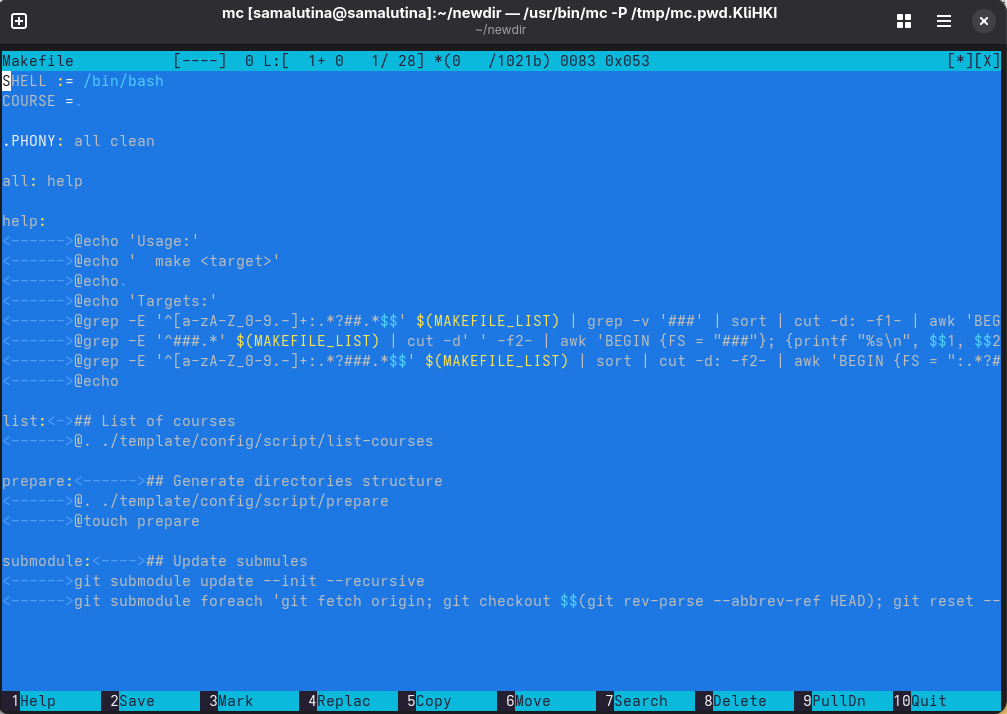 mc [samalutina@samalutina]:~/newdir — /usr/bin/mc -P /tmp/mc.pwd.KliHKI
~/newdir
Makefile [----] 0 L:[ 1+ 0 1/ 28] *(0 /1021b) 0083 0x053 [*][X]
SHELL := /bin/bash
COURSE =.
.PHONY: all clean
all: help
help:
<------>@echo 'Usage:'
<------>@echo '  make <target>'
<------>@echo.
<------>@echo 'Targets:'
<------>@grep -E '^[a-zA-Z_0-9.-]+:.*?##.*$$' $(MAKEFILE_LIST) | grep -v '###' | sort | cut -d: -f1- | awk 'BEG
<------>@grep -E '^###.*' $(MAKEFILE_LIST) | cut -d' ' -f2- | awk 'BEGIN {FS = "###"}; {printf "%s\n", $$1, $$2
<------>@grep -E '^[a-zA-Z_0-9.-]+:.*?###.*$$' $(MAKEFILE_LIST) | sort | cut -d: -f2- | awk 'BEGIN {FS = ":.*?#
<------>@echo
list:<->## List of courses
<------>@. ./template/config/script/list-courses
prepare:<------>## Generate directories structure
<------>@. ./template/config/script/prepare
<------>@touch prepare
submodule:<---->## Update submules
<------>git submodule update --init --recursive
<------>git submodule foreach 'git fetch origin; git checkout $$(git rev-parse --abbrev-ref HEAD); git reset --
1Help 2Save 3Mark 4Replac 5Copy 6Move 7Search 8Delete 9PullDn 10Quit